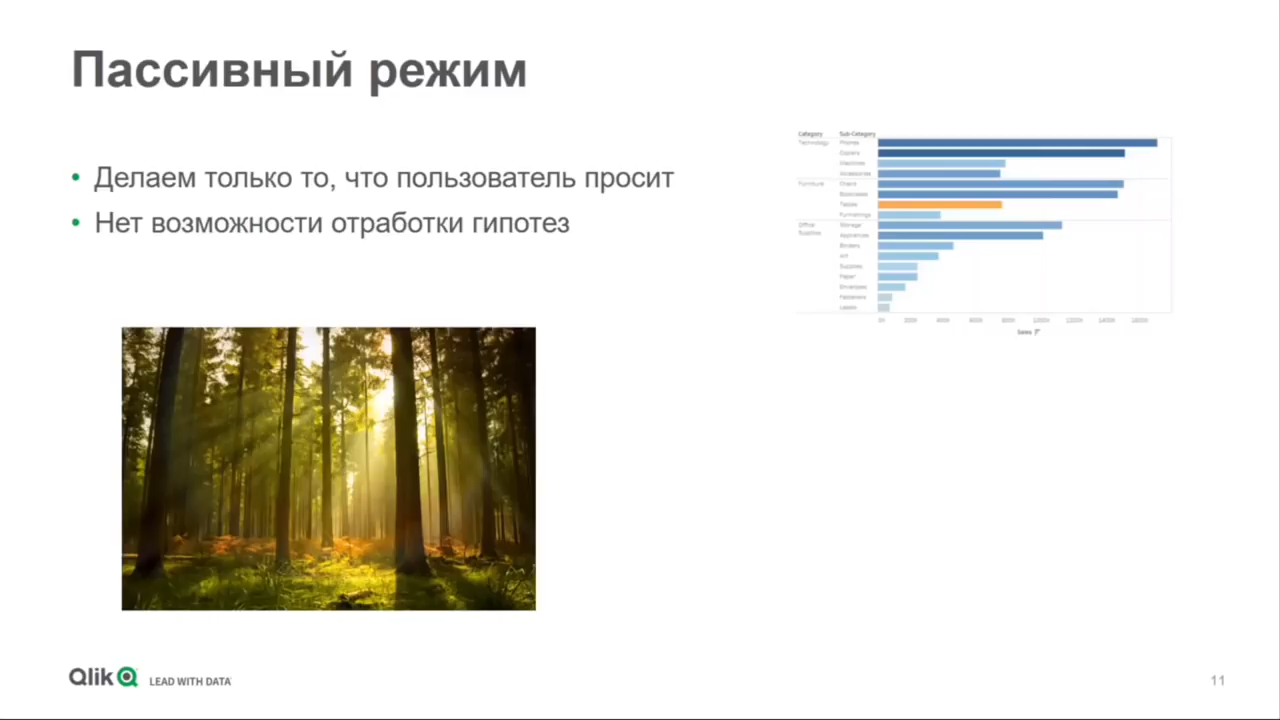 Пассивный режим
• Делаем только то, что пользователь просит
• Нет возможности отработки гипотез
Category Sub-Category
Technology Phones
Copiers
Machines
Accessories
Furniture Chairs
Bookcases
Tables
Furnishings
Office Supplies Storage
Appliances
Binders
Art
Supplies
Paper
Envelopes
Fasteners
Labels
Sales
Qlik LEAD WITH DATA
11